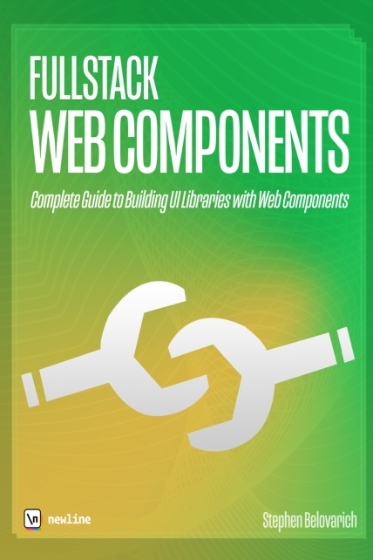 FULLSTACK
WEB COMPONENTS
Complete Guide to Building UI Libraries with Web Components
\n newline
Stephen Belovarich